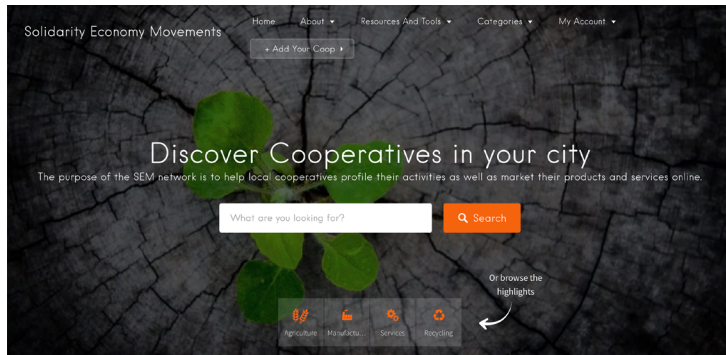 Solidarity Economy Movements
Home About Resources And Tools Categories My Account
+ Add Your Coop
Discover Cooperatives in your city
The purpose of the SEM network is to help local cooperatives profile their activities as well as market their products and services online.
What are you looking for? Search
Or browse the
highlights
Agriculture Manufactu... Services Recycling